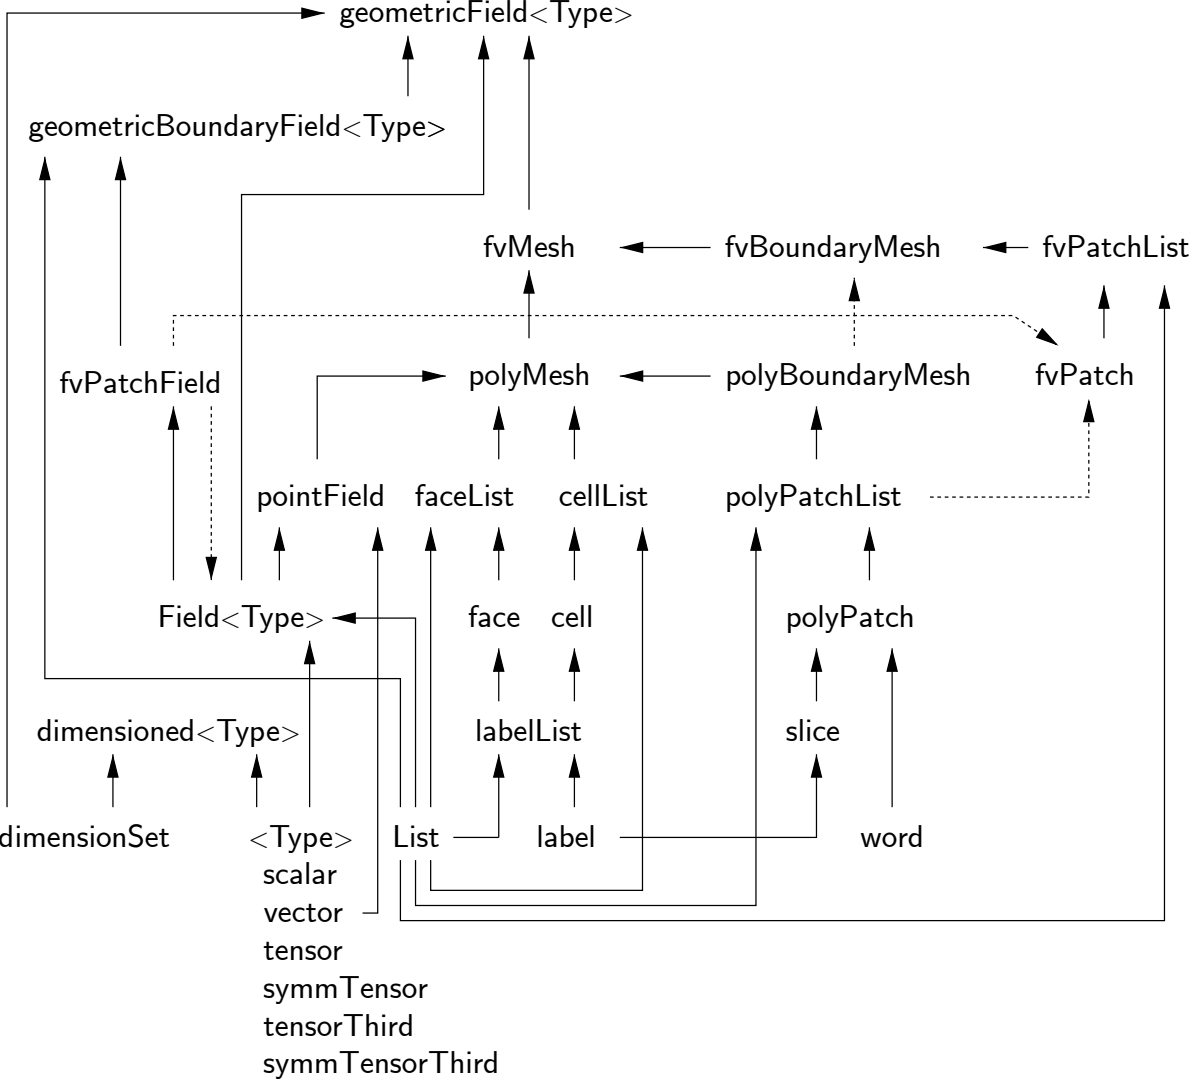 geometricField<Type>
geometricBoundaryField<Type>
fvMesh fvBoundaryMesh fvPatchList
fvPatchField polyMesh polyBoundaryMesh fvPatch
pointField faceList cellList polyPatchList
Field<Type> face cell polyPatch
dimensioned<Type> labelList slice
dimensionSet <Type> List label word
scalar
vector
tensor
symmTensor
tensorThird
symmTensorThird